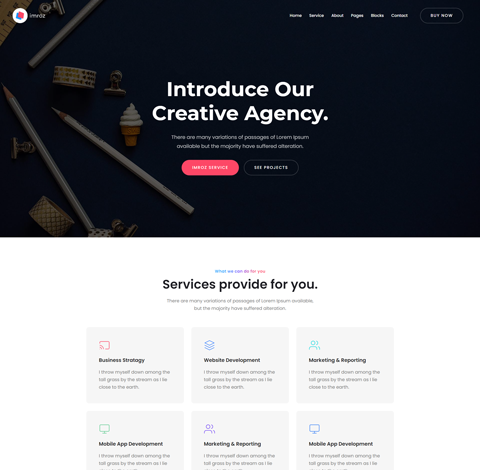 imroz
Home Service About Pages Blocks Contact BUY NOW
Introduce Our
Creative Agency.
There are many variations of passages of Lorem Ipsum
available but the majority have suffered alteration.
IMROZ SERVICE SEE PROJECTS
What we can do for you
Services provide for you.
There are many variations of passages of Lorem Ipsum available,
but the majority have suffered alteration.
Business Stratagy
I throw myself down among the
tall grass by the stream as I lie
close to the earth.
Website Development
I throw myself down among the
tall grass by the stream as I lie
close to the earth.
Marketing & Reporting
I throw myself down among the
tall grass by the stream as I lie
close to the earth.
Mobile App Development
I throw myself down among the
tall grass by the stream as I lie
Marketing & Reporting
I throw myself down among the
tall grass by the stream as I lie
Mobile App Development
I throw myself down among the
tall grass by the stream as I lie